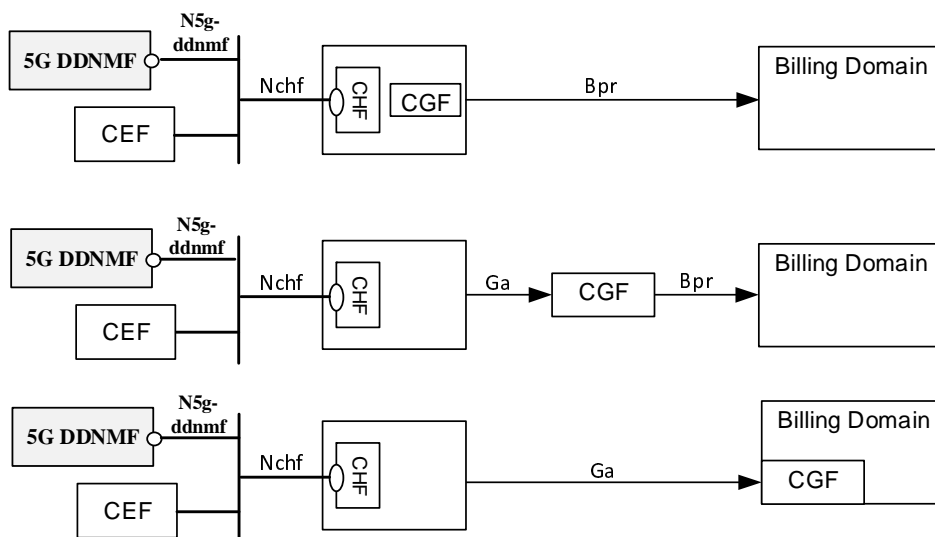 N5g-
ddnmf
5G DDNMF
CEF
Nchf
CHF
CGF
Bpr
Billing Domain
N5g-
ddnmf
5G DDNMF
CEF
Nchf
CHF
Ga
CGF
Bpr
Billing Domain
N5g-
ddnmf
5G DDNMF
CEF
Nchf
CHF
Ga
Billing Domain
CGF